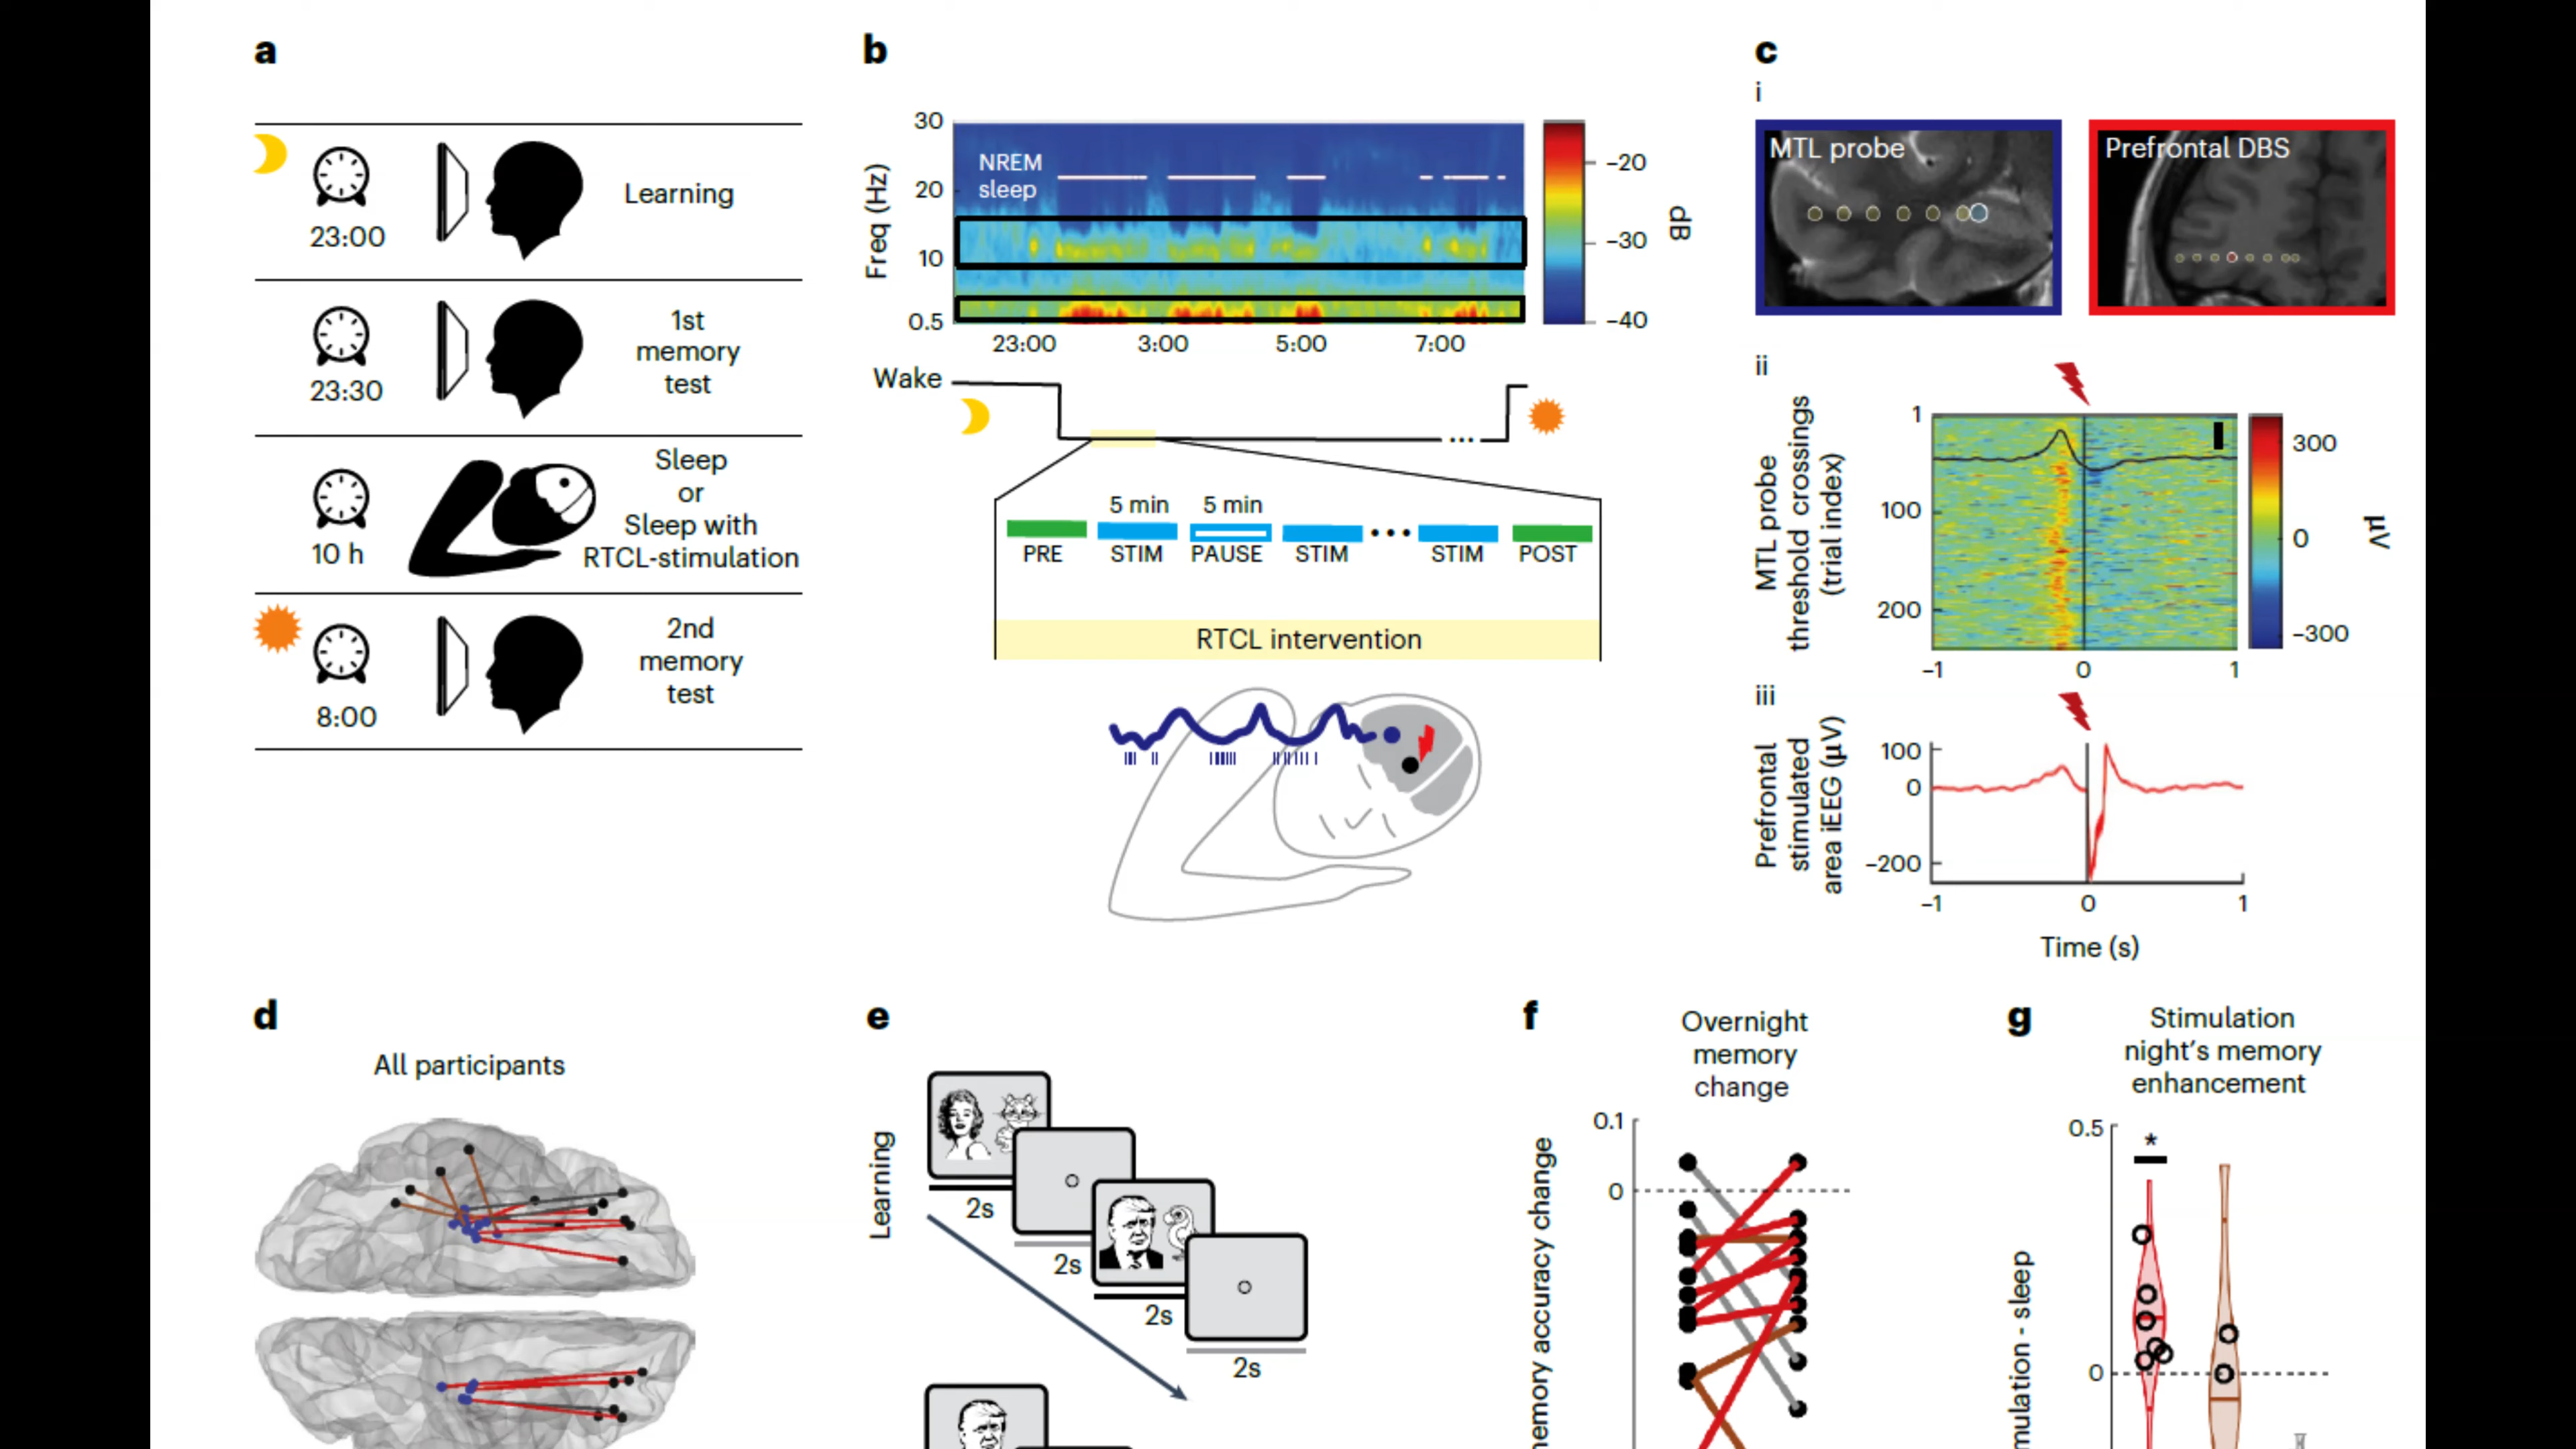 a
23:00
Learning
23:30
1st
memory
test
10 h
Sleep
or
Sleep with
RTCL-stimulation
8:00
2nd
memory
test
b
Freq (Hz)
30
20
10
0.5
NREM
sleep
23:00 3:00 5:00 7:00
–20
–30
–40
dB
Wake
...
5 min 5 min
PRE STIM PAUSE STIM ••• STIM POST
RTCL intervention
c
i
MTL probe
Prefrontal DBS
ii
MTL probe
threshold crossings
(trial index)
1
100
200
–1 0 1
300
0
–300
µV
iii
Prefrontal
stimulated
area iEEG (µV)
100
0
–200
–1 0 1
Time (s)
d
All participants
e
Learning
2s
2s
2s
2s
f
Overnight
memory
change
0.1
0
memory accuracy change
g
Stimulation
night's memory
enhancement
0.5
*
0
mulation - sleep